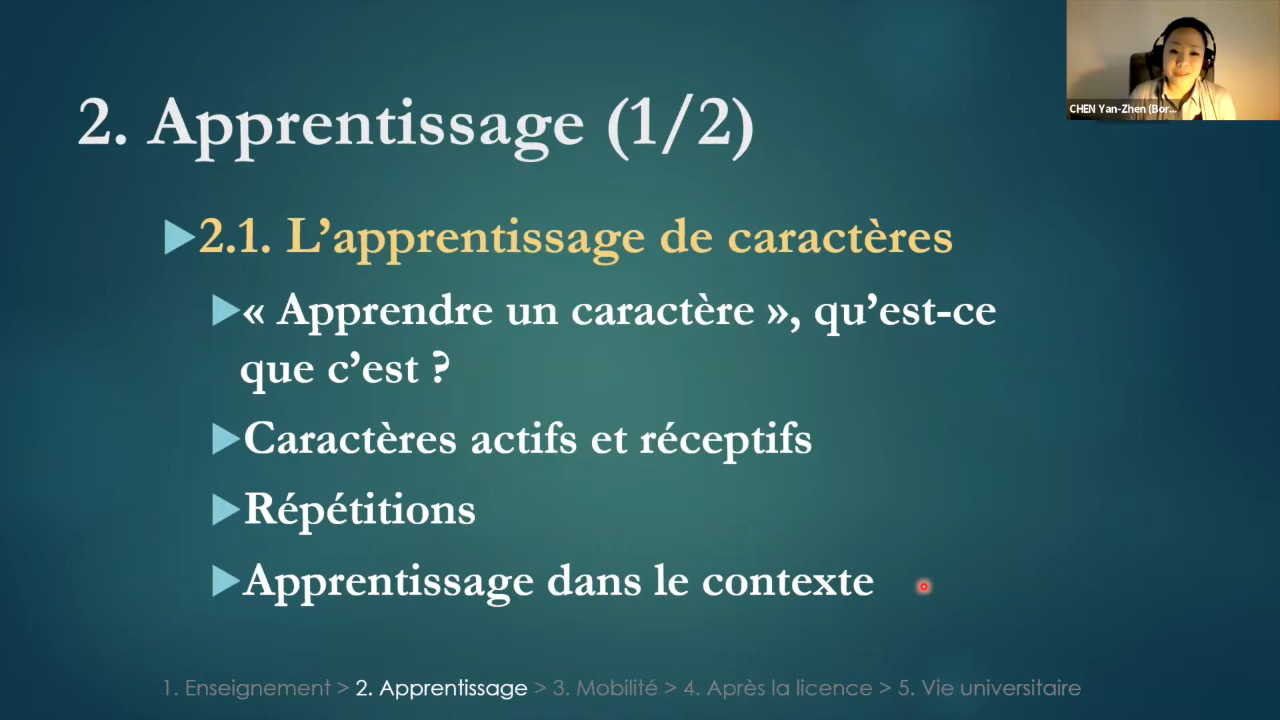 CHEN Yan-Zhen (Bor...
2. Apprentissage (1/2)
2.1. L’apprentissage de caractères
« Apprendre un caractère », qu’est-ce
que c’est ?
Caractères actifs et réceptifs
Répétitions
Apprentissage dans le contexte
1. Enseignement > 2. Apprentissage > 3. Mobilité > 4. Après la licence > 5. Vie universitaire